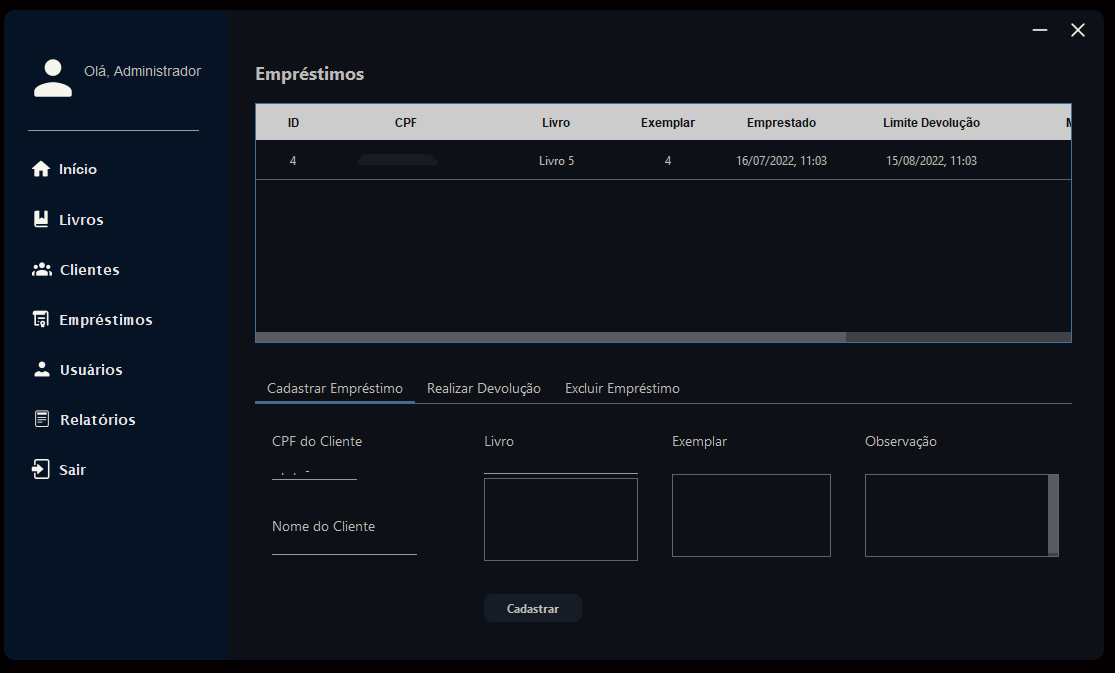 Olá, Administrador
Início
Livros
Clientes
Empréstimos
Usuários
Relatórios
Sair
Empréstimos
ID CPF Livro Exemplar Emprestado Limite Devolução
4 Livro 5 4 16/07/2022, 11:03 15/08/2022, 11:03
Cadastrar Empréstimo Realizar Devolução Excluir Empréstimo
CPF do Cliente Livro Exemplar Observação
. . -
Nome do Cliente
Cadastrar